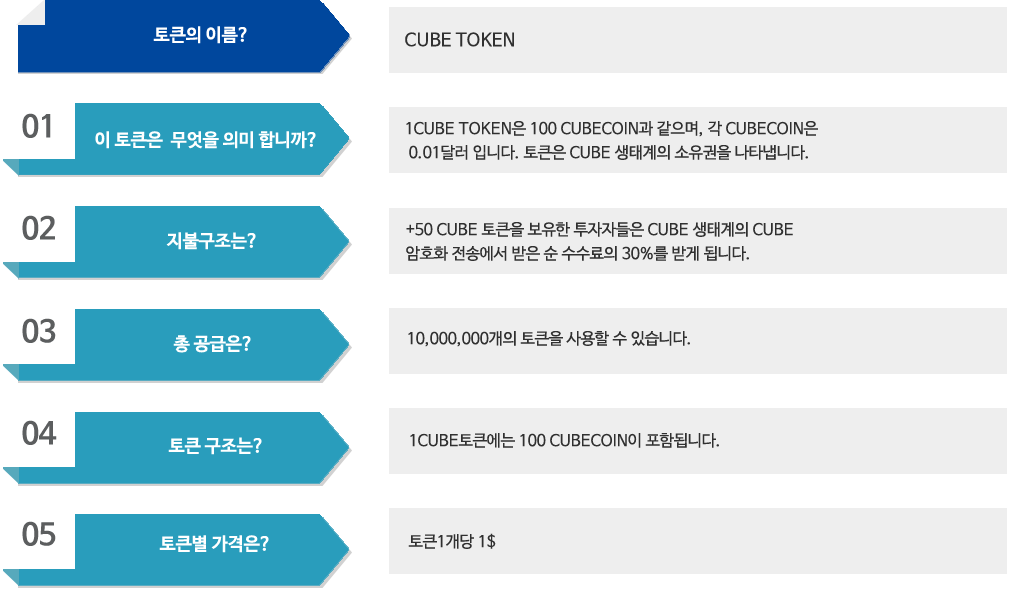 토큰의 이름?
CUBE TOKEN
01
이 토큰은 무엇을 의미 합니까?
1CUBE TOKEN은 100 CUBECOIN과 같으며, 각 CUBECOIN은
0.01달러 입니다. 토큰은 CUBE 생태계의 소유권을 나타냅니다.
02
지불구조는?
+50 CUBE 토큰을 보유한 투자자들은 CUBE 생태계의 CUBE
암호화 전송에서 받은 순 수수료의 30%를 받게 됩니다.
03
총 공급은?
10,000,000개의 토큰을 사용할 수 있습니다.
04
토큰 구조는?
1CUBE토큰에는 100 CUBECOIN이 포함됩니다.
05
토큰별 가격은?
토큰1개당 1$